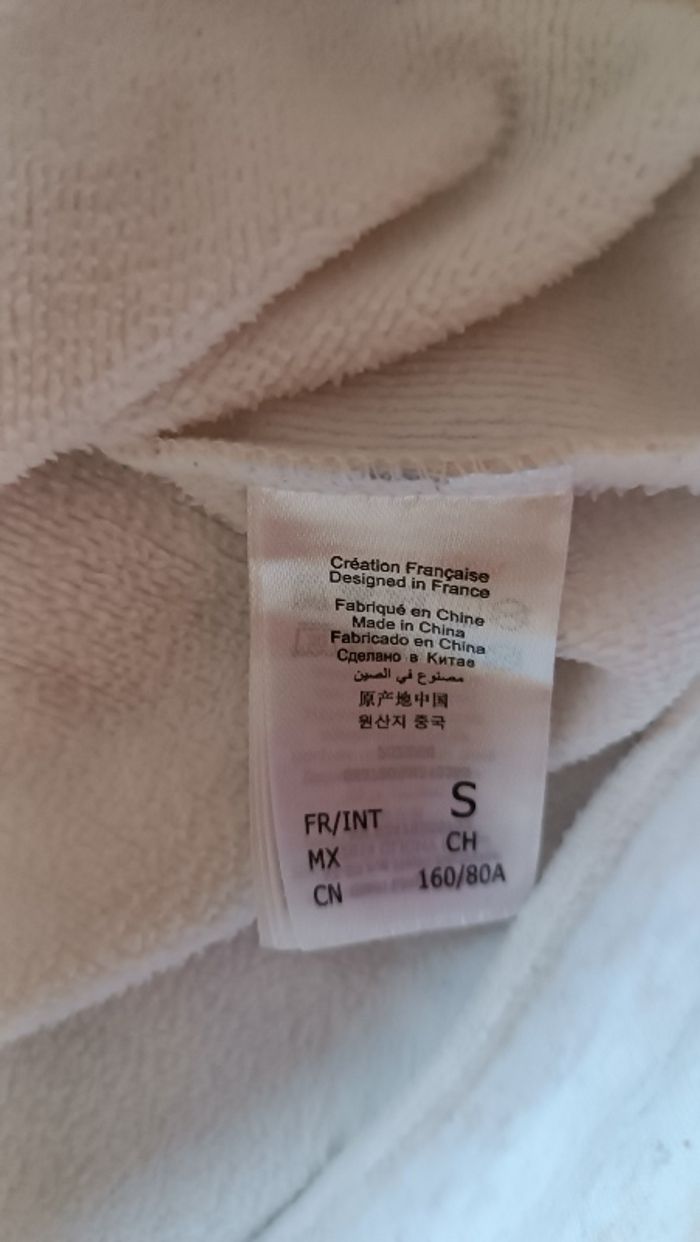 Création Française
Designed in France
Fabriqué en Chine
Made in China
Fabricado en China
Сделано в Китае
مصنوع في الصين
原产地中国
원산지 중국
FR/INT S
MX CH
CN 160/80A